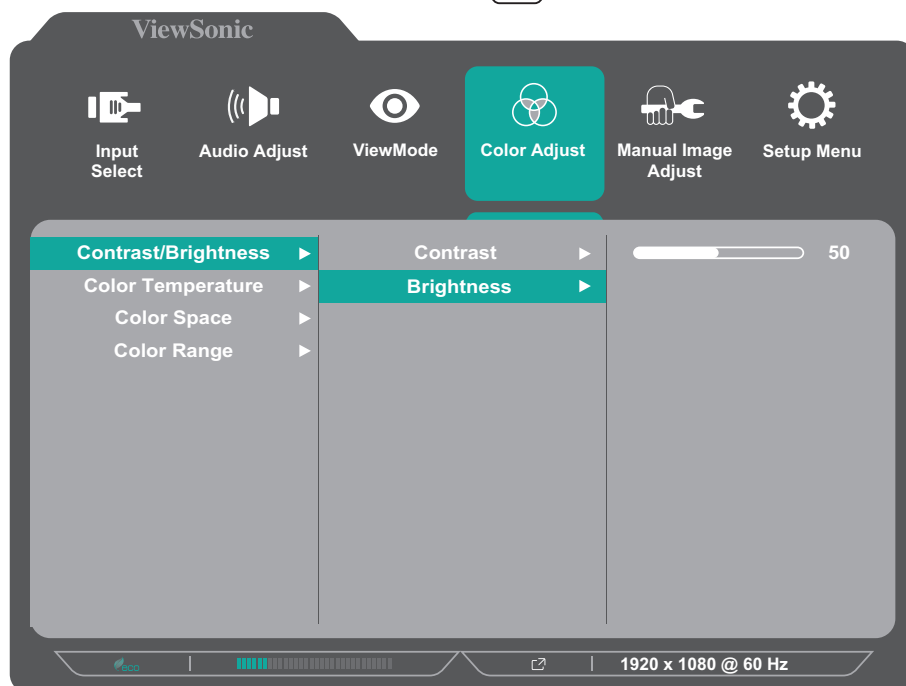 ViewSonic
Input
Select
Audio Adjust
ViewMode
Color Adjust
Manual Image
Adjust
Setup Menu
Contrast/Brightness
Contrast
50
Color Temperature
Brightness
Color Space
Color Range
eco
1920 x 1080 @ 60 Hz